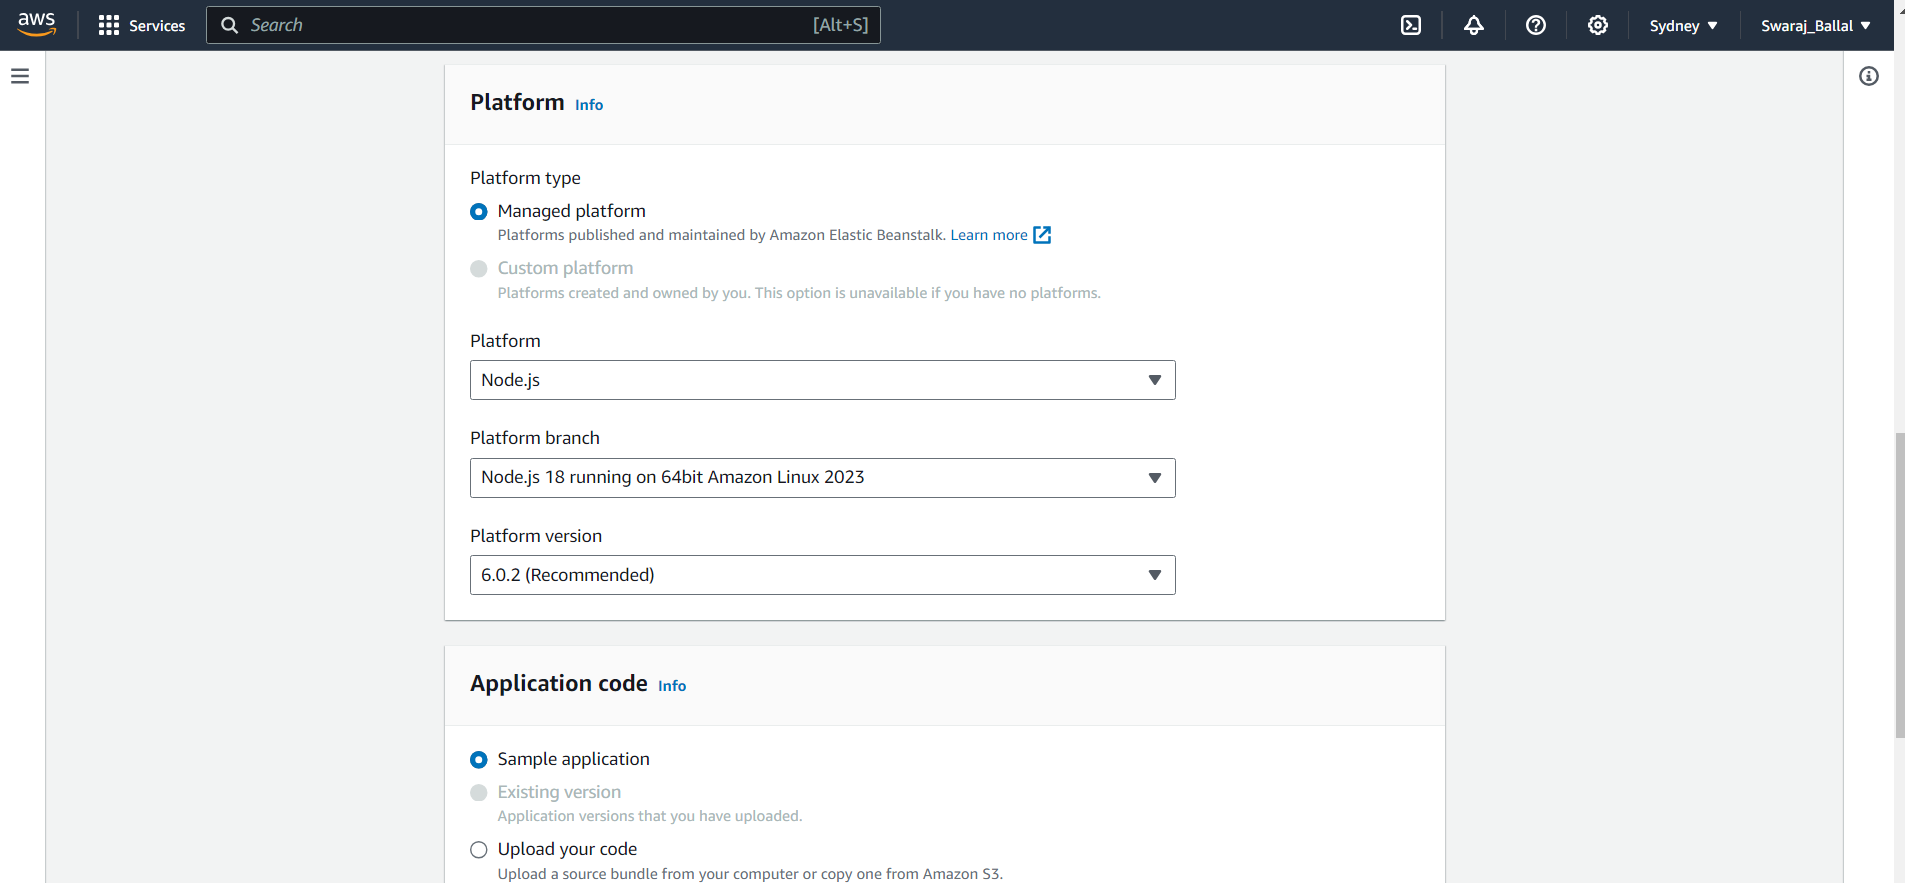 aws Services Search [Alt+S] Sydney Swaraj_Ballal
Platform Info
Platform type
Managed platform
Platforms published and maintained by Amazon Elastic Beanstalk. Learn more
Custom platform
Platforms created and owned by you. This option is unavailable if you have no platforms.
Platform
Node.js
Platform branch
Node.js 18 running on 64bit Amazon Linux 2023
Platform version
6.0.2 (Recommended)
Application code Info
Sample application
Existing version
Application versions that you have uploaded.
Upload your code
Upload a source bundle from your computer or copy one from Amazon S3.